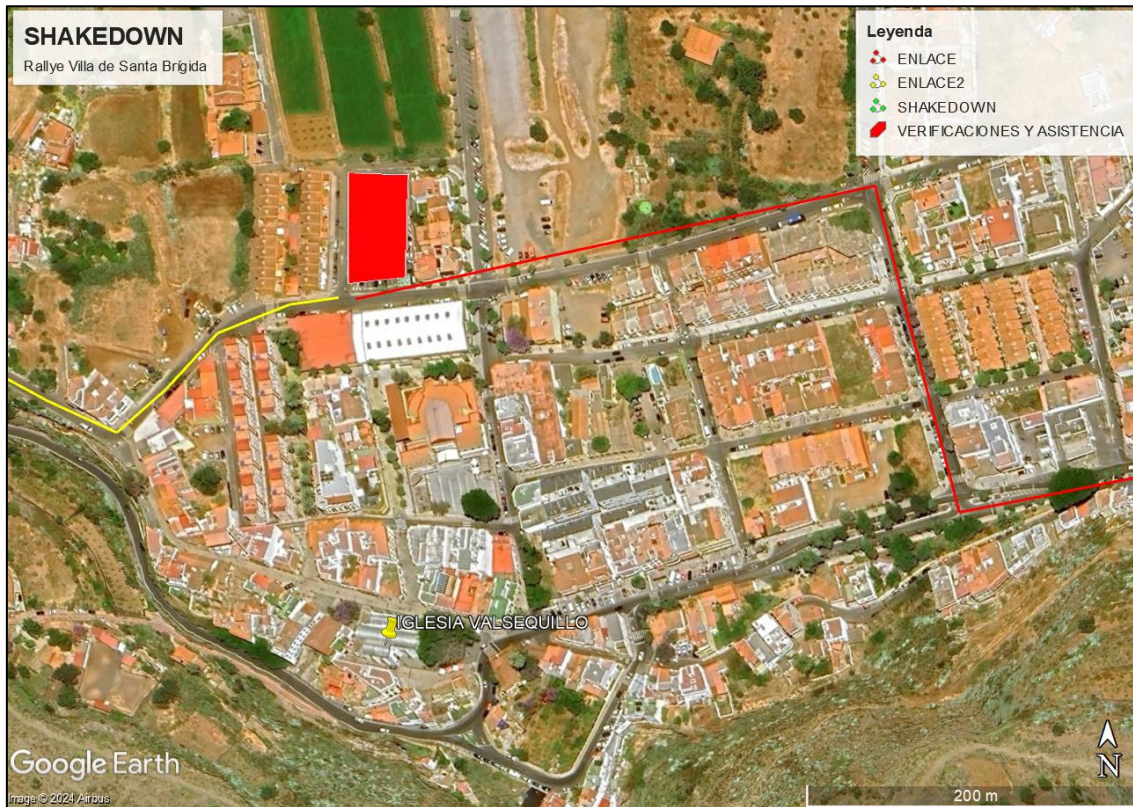 SHAKEDOWN
Rallye Villa de Santa Brígida
Leyenda
ENLACE
ENLACE2
SHAKEDOWN
VERIFICACIONES Y ASISTENCIA
IGLESIA VALSEQUILLO
Google Earth
Image © 2024 Airbus
200 m
N